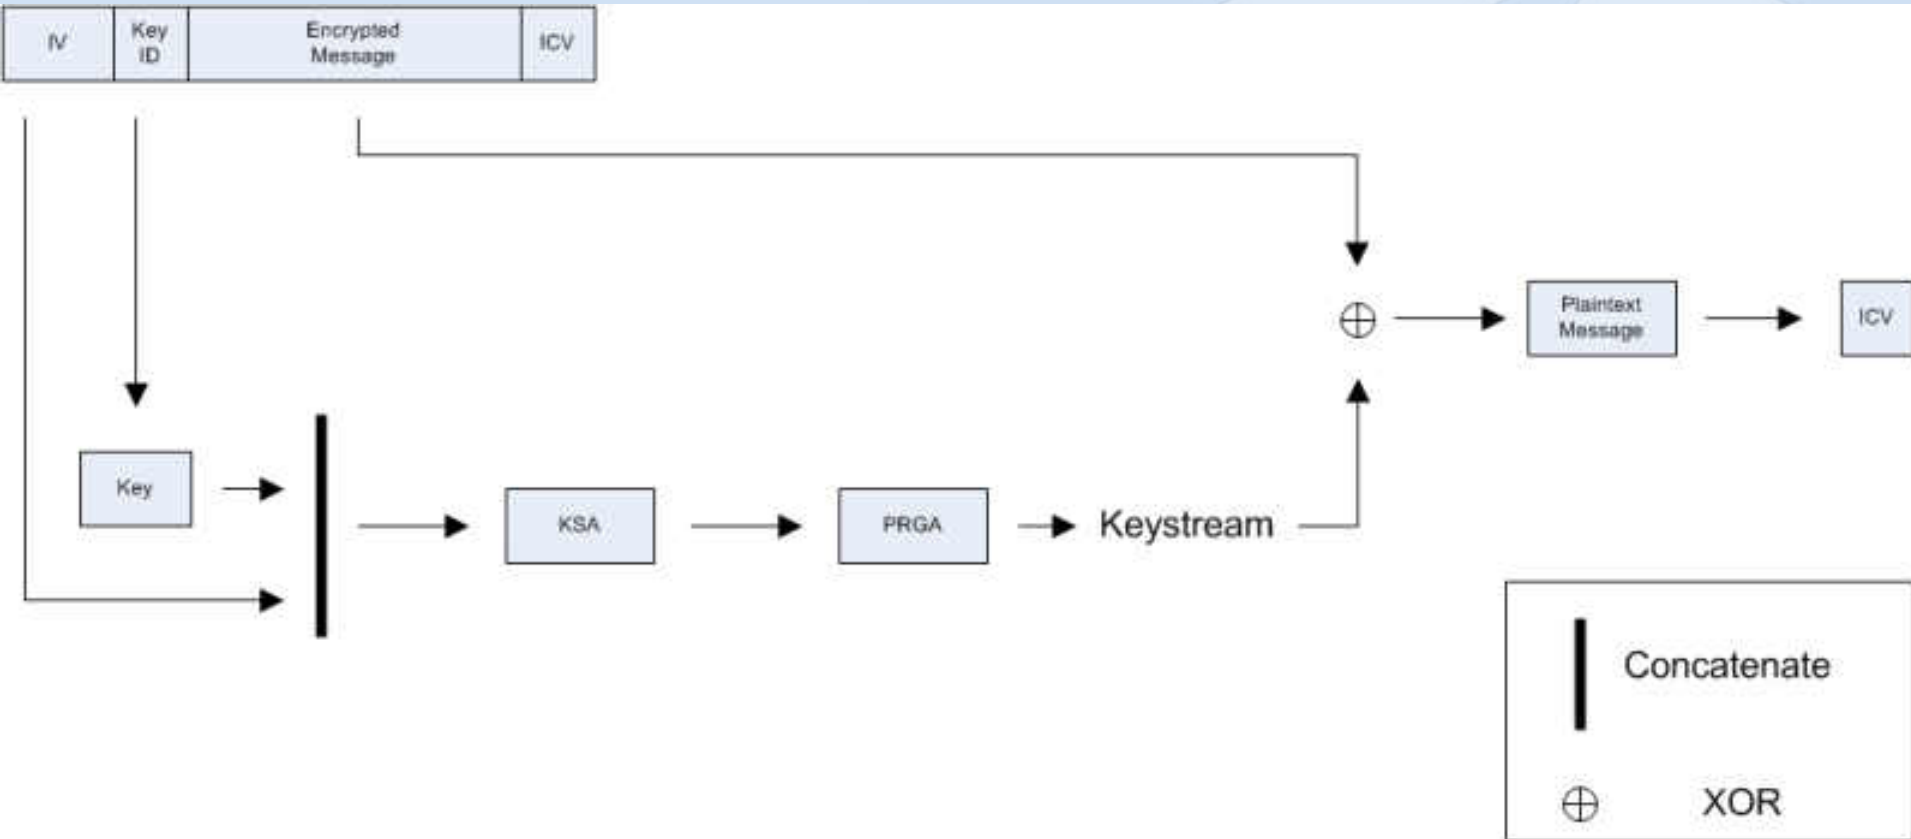 IV
Key
ID
Encrypted
Message
ICV
Plaintext
Message
ICV
Key
KSA
PRGA
Keystream
Concatenate
XOR